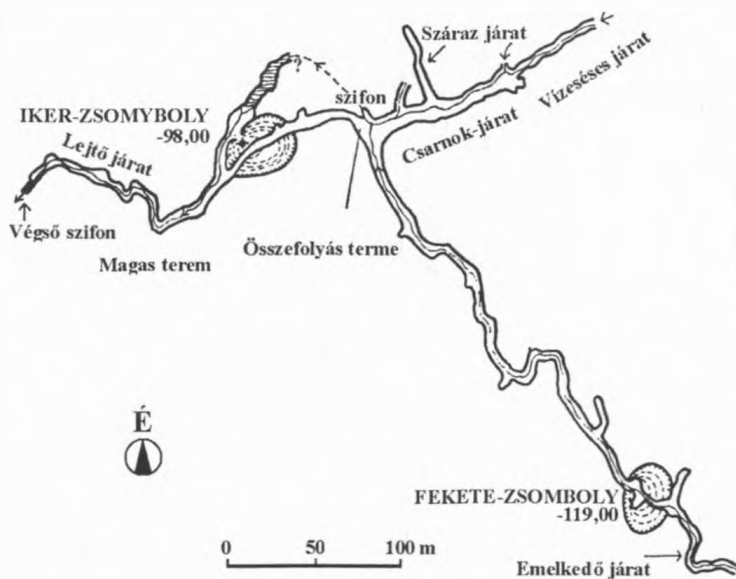 Száraz járat
szifon
IKER-ZSOMYBOLY
-98,00
Vízeséses járat
Csarnok-járat
Lejtő járat
?
Végső szifon
Összefolyás terme
Magas terem
É
FEKETE-ZSOMBOLY
-119,00
0 50 100 m
Emelkedő járat